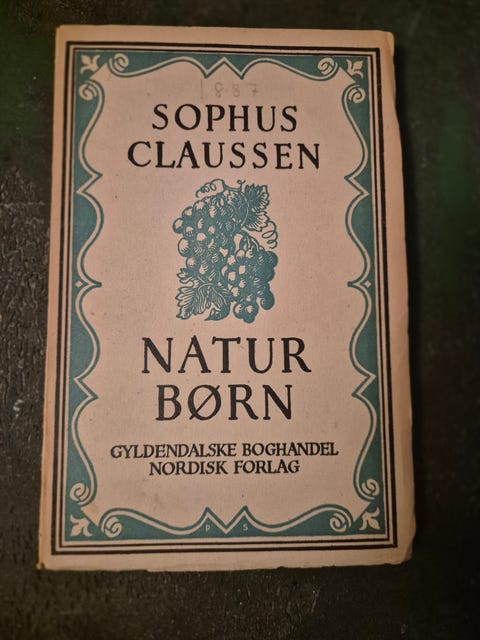 1887
SOPHUS
CLAUSSEN
NATUR
BØRN
GYLDENDALSKE BOGHANDEL
NORDISK FORLAG
P S